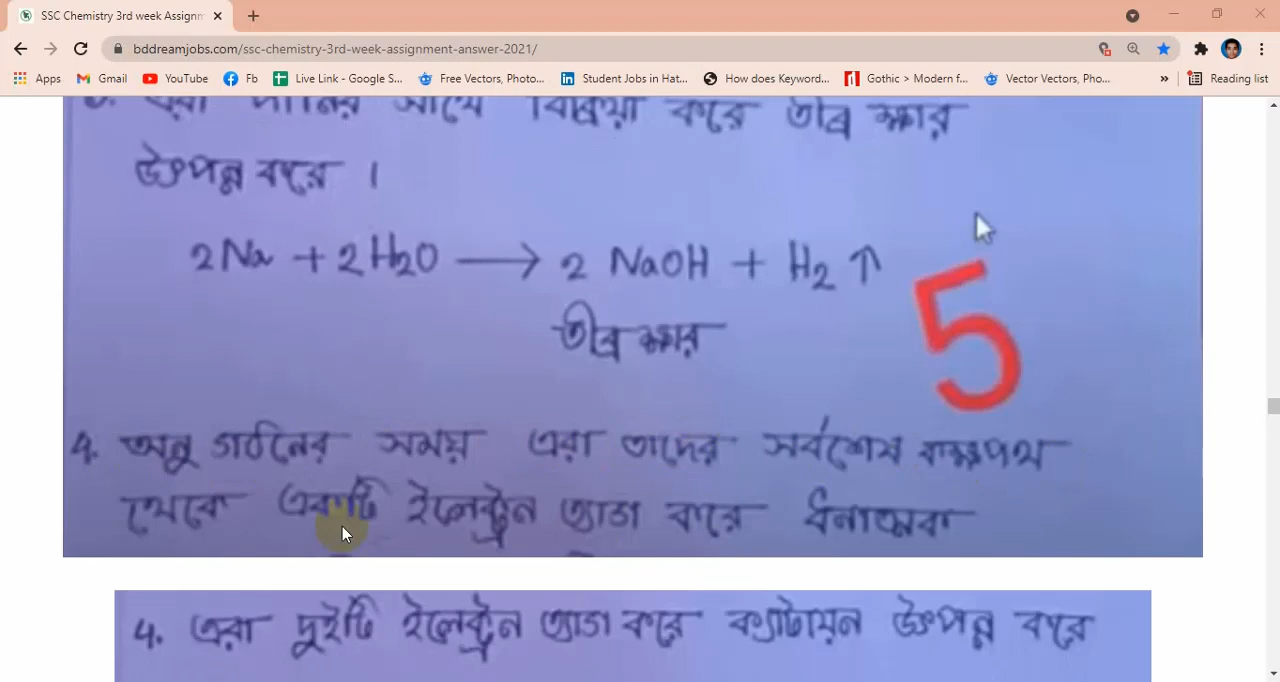 SSC Chemistry 3rd week Assignm
bddreamjobs.com/ssc-chemistry-3rd-week-assignment-answer-2021/
Apps Gmail YouTube Fb Live Link - Google S... Free Vectors, Photo... Student Jobs in Hat... How does Keyword... Gothic > Modern f... Vector Vectors, Pho... » Reading list
এরা পানির সাথে বিক্রিয়া করে তীব্র ক্ষার
উৎপন্ন করে ।
2Na + 2H2O → 2 NaOH + H2 ↑
তীব্র ক্ষার
5
4. অনু গঠনের সময় এরা তাদের সর্বশেষ কক্ষপথ
থেকে একটি ইলেক্ট্রন ত্যাগ করে ধনাত্মক
4. এরা দুইটি ইলেক্ট্রন ত্যাগ করে ক্যাটায়ন উৎপন্ন করে